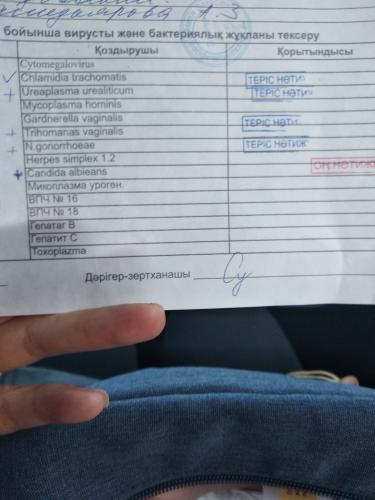 А.З
бойынша вирусты және бактериялық жұқпаны тексеру
Қоздырушы Қорытындысы
Cytomegalovirus
✓ Chlamidia trachomatis ТЕРІС НӘТИ
+ Ureaplasma urealiticum ТЕРІС НӘТИ
Mycoplasma hominis
Gardnerella vaginalis ТЕРІС НӘТИ
+ Trihomanas vaginalis
+ N.gonorrhoeae ТЕРІС НӘТИЖ
Herpes simplex 1.2
+ Candida albieans ОҢ НӘТИЖ
Микоплазма уроген.
ВПЧ № 16
ВПЧ № 18
Гепатаг В
Гепатит С
Toxoplazma
Дәрігер-зертханашы